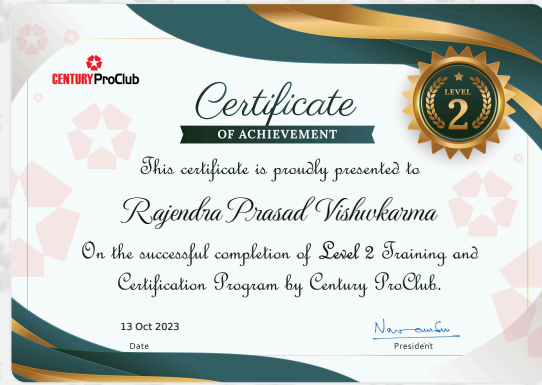 CENTURY ProClub
Certificate
OF ACHIEVEMENT
LEVEL
2
This certificate is proudly presented to
Rajendra Prasad Vishwkarma
On the successful completion of Level 2 Training and
Certification Program by Century ProClub.
13 Oct 2023
Date
President